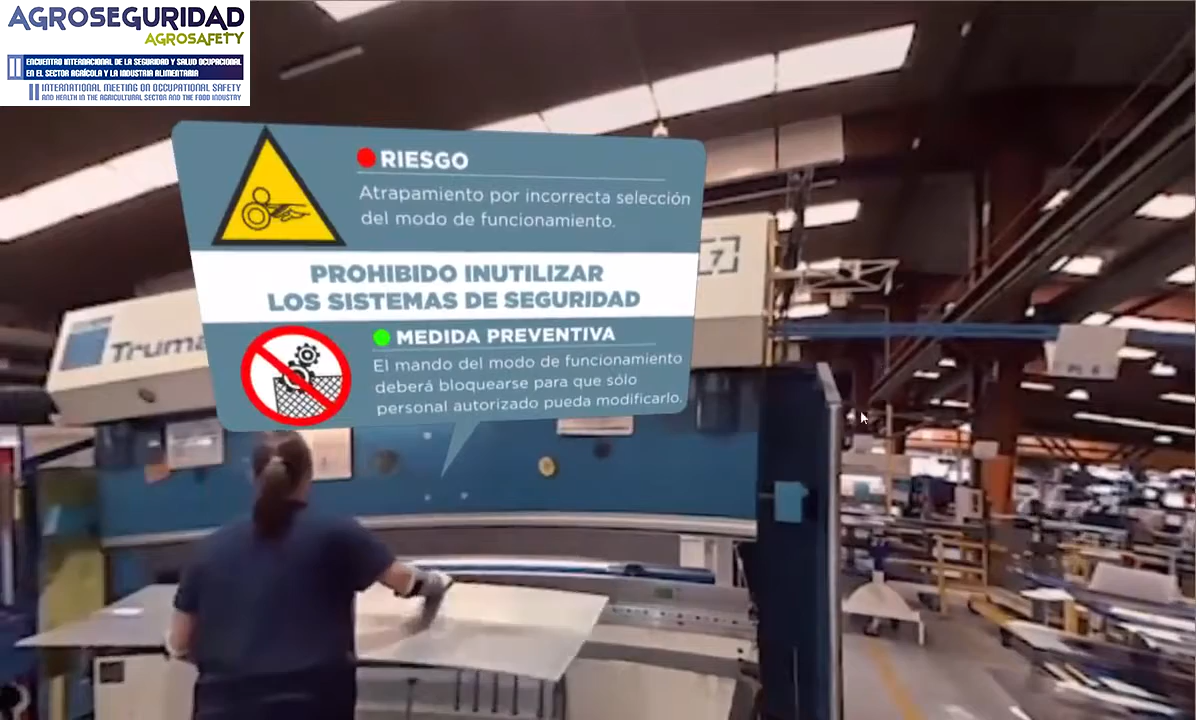 AGROSEGURIDAD
AGROSAFETY
II ENCUENTRO INTERNACIONAL DE LA SEGURIDAD Y SALUD OCUPACIONAL
EN EL SECTOR AGRÍCOLA Y LA INDUSTRIA ALIMENTARIA
II INTERNATIONAL MEETING ON OCCUPATIONAL SAFETY
AND HEALTH IN THE AGRICULTURAL SECTOR AND THE FOOD INDUSTRY
RIESGO
Atrapamiento por incorrecta selección
del modo de funcionamiento.
7
PROHIBIDO INUTILIZAR
LOS SISTEMAS DE SEGURIDAD
Truma
MEDIDA PREVENTIVA
El mando del modo de funcionamiento
deberá bloquearse para que sólo
personal autorizado pueda modificarlo.